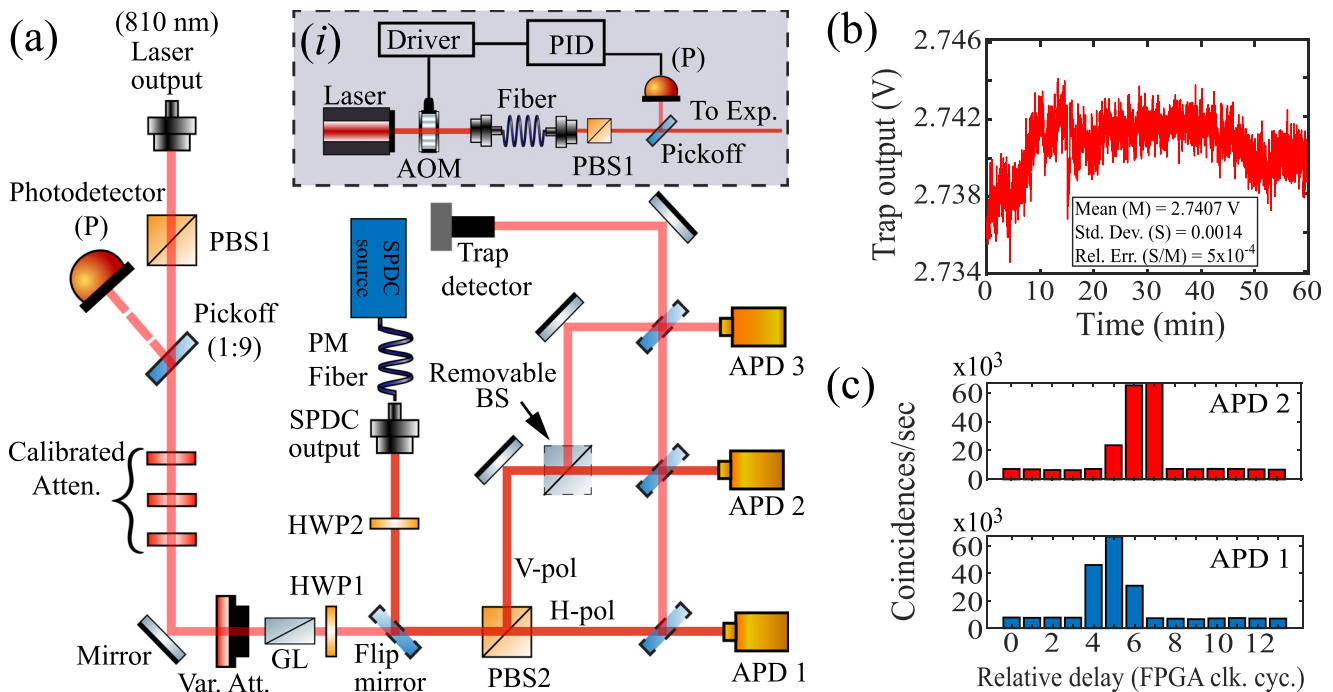 (a)
(810 nm)
Laser
output
Photodetector
(P)
PBS1
Pickoff
(1:9)
Calibrated
Atten.
Mirror
Var. Att.
GL
HWP1
Flip
mirror
SPDC
source
PM
Fiber
SPDC
output
HWP2
Trap
detector
Removable
BS
V-pol
H-pol
PBS2
APD 3
APD 2
APD 1
(i)
Driver
PID
(P)
Laser
Fiber
To Exp.
AOM
PBS1
Pickoff
(b)
Trap output (V)
2.746
2.742
2.738
2.734
Mean (M) = 2.7407 V
Std. Dev. (S) = 0.0014
Rel. Err. (S/M) = 5x10-4
0 10 20 30 40 50 60
Time (min)
(c)
Coincidences/sec
x10³
60
40
20
0
APD 2
x10³
60
40
20
0
APD 1
0 2 4 6 8 10 12
Relative delay (FPGA clk. cyc.)